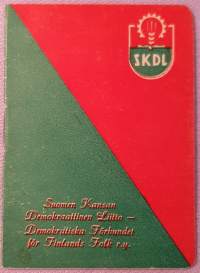 SKDL
Suomen Kansan
Demokraattinen Liitto —
Demokratiska Förbundet
för Finlands Folk r.y.